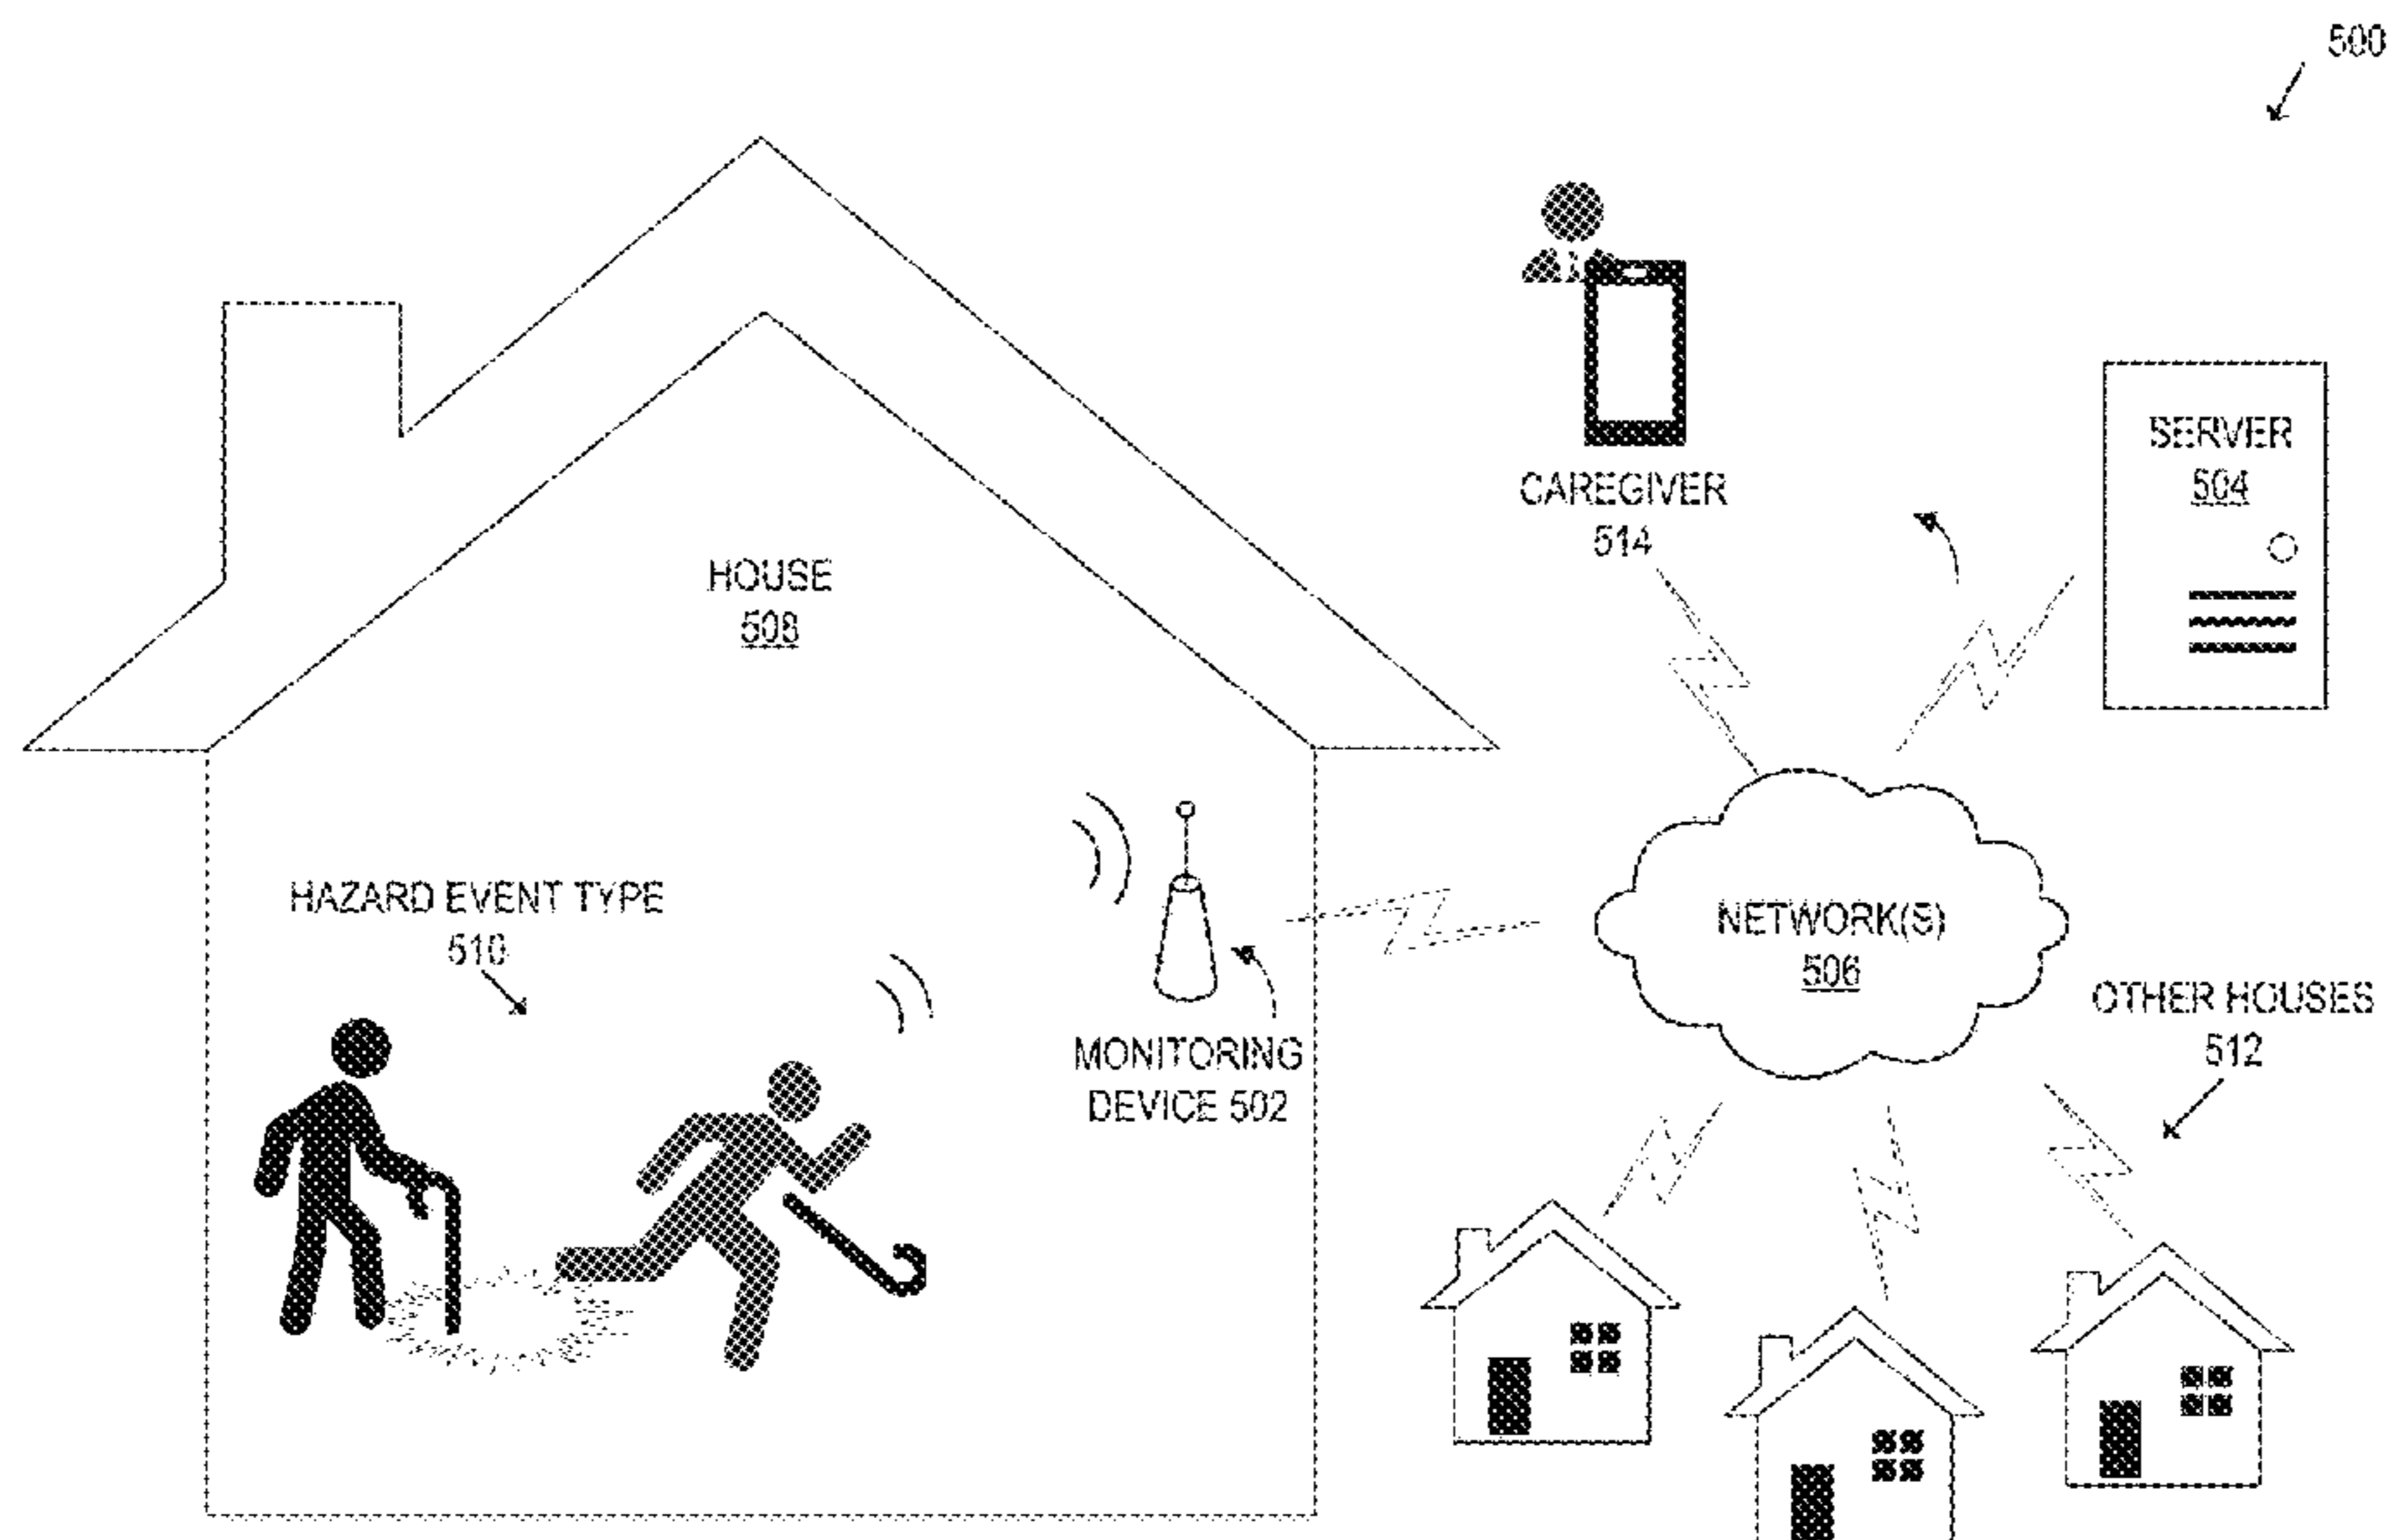 500
SERVER
504
CAREGIVER
514
HOUSE
508
HAZARD EVENT TYPE
510
NETWORK(S)
506
OTHER HOUSES
512
MONITORING
DEVICE 502